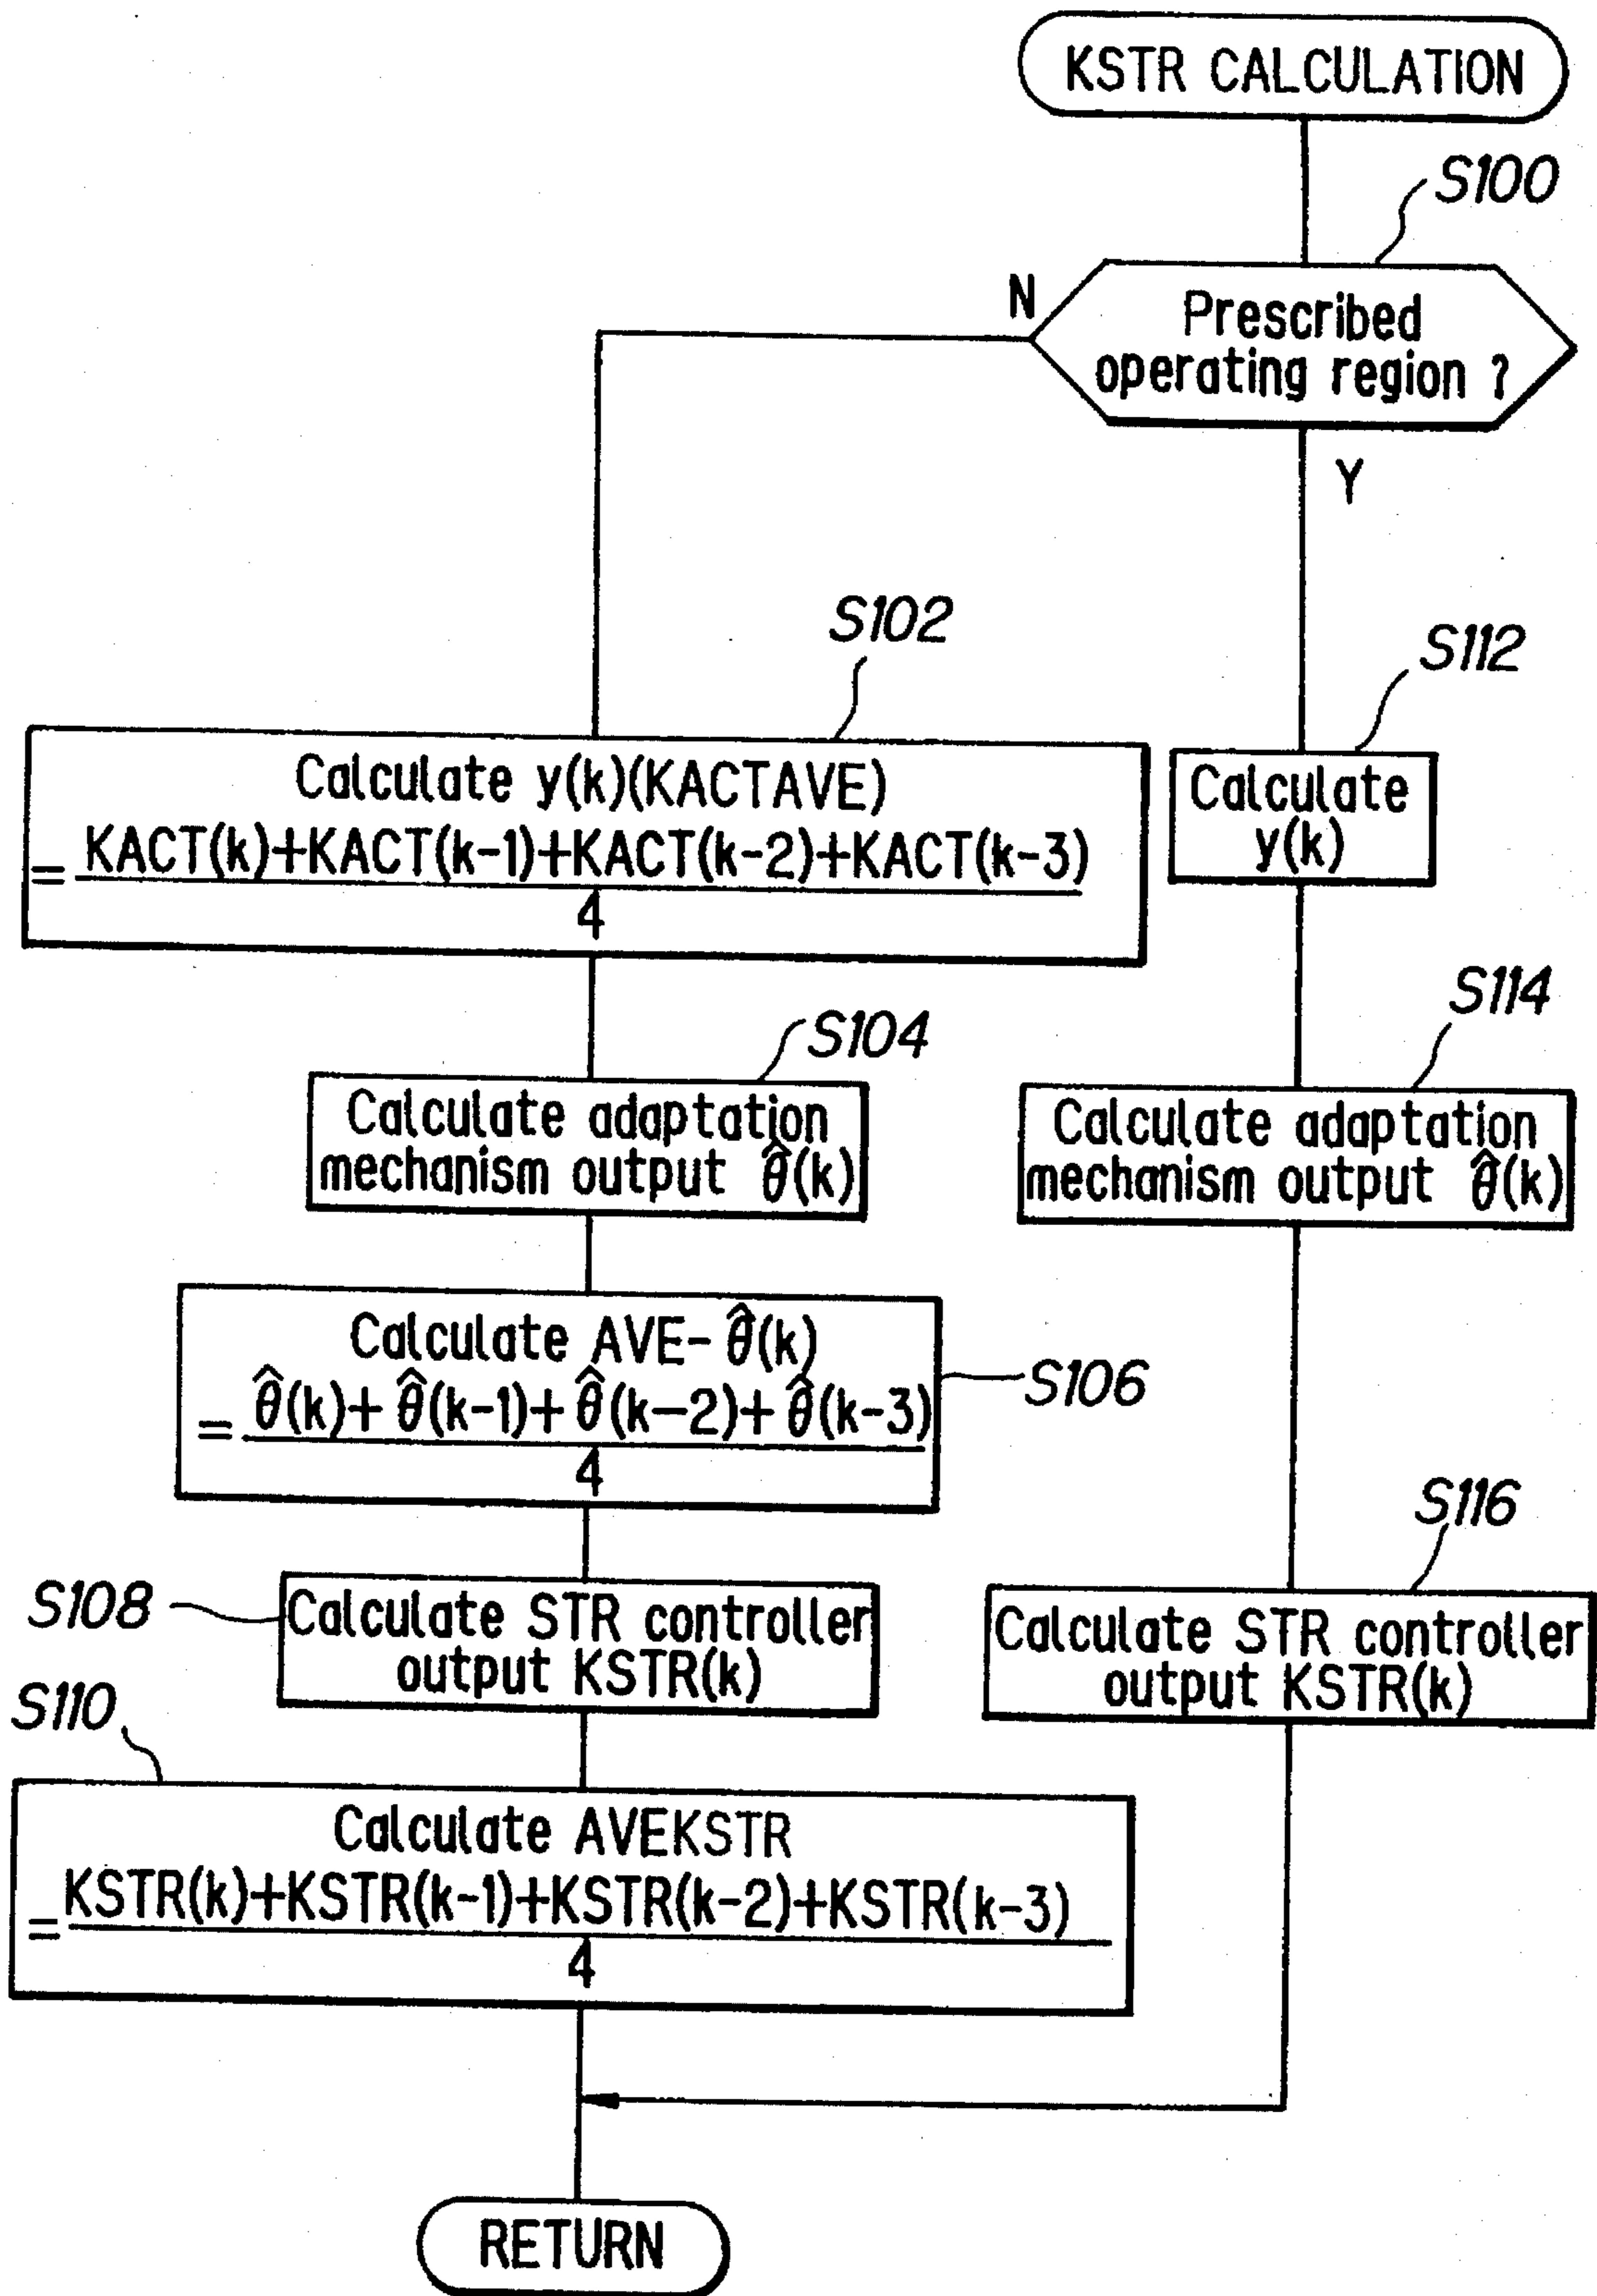 KSTR CALCULATION
S100
N
Prescribed
operating region ?
Y
S102
Calculate y(k)(KACTAVE)
= KACT(k)+KACT(k-1)+KACT(k-2)+KACT(k-3)
4
S112
Calculate
y(k)
S104
Calculate adaptation
mechanism output θ̂(k)
S114
Calculate adaptation
mechanism output θ̂(k)
S106
Calculate AVE- θ̂(k)
= θ̂(k)+ θ̂(k-1)+ θ̂(k-2)+ θ̂(k-3)
4
S108
Calculate STR controller
output KSTR(k)
S116
Calculate STR controller
output KSTR(k)
S110
Calculate AVEKSTR
= KSTR(k)+KSTR(k-1)+KSTR(k-2)+KSTR(k-3)
4
RETURN